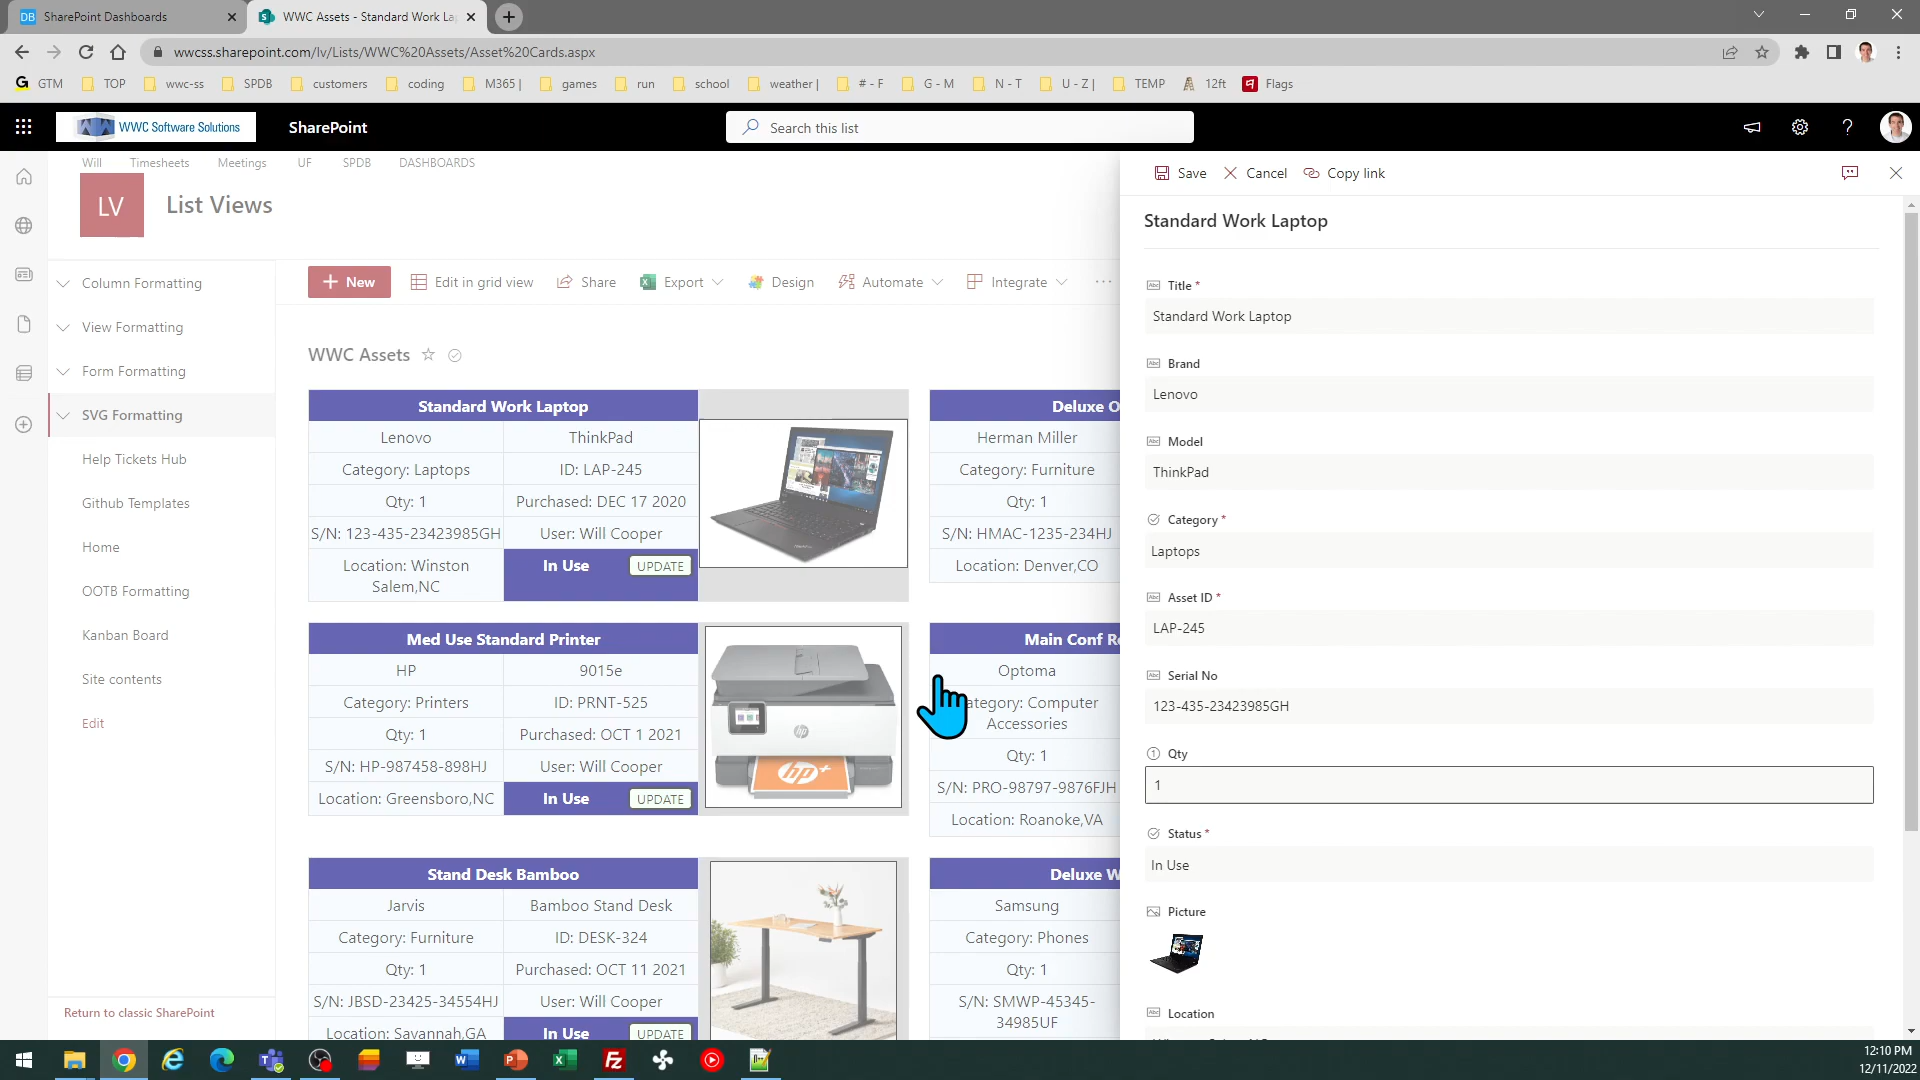 SharePoint Dashboards
WWC Assets - Standard Work La
wwcss.sharepoint.com/lv/Lists/WWC%20Assets/Asset%20Cards.aspx
GTM TOP wwc-ss SPDB customers coding M365 | games run school weather | # - F G - M N - T U - Z | TEMP 12ft Flags
WWC Software Solutions
SharePoint
Search this list
Will Timesheets Meetings UF SPDB DASHBOARDS
LV
List Views
Column Formatting
View Formatting
Form Formatting
SVG Formatting
Help Tickets Hub
Github Templates
Home
OOTB Formatting
Kanban Board
Site contents
Edit
Return to classic SharePoint
New Edit in grid view Share Export Design Automate Integrate ...
WWC Assets
Standard Work Laptop
Lenovo ThinkPad
Category: Laptops ID: LAP-245
Qty: 1 Purchased: DEC 17 2020
S/N: 123-435-23423985GH User: Will Cooper
Location: Winston
Salem,NC
In Use UPDATE
Deluxe O
Herman Miller
Category: Furniture
Qty: 1
S/N: HMAC-1235-234HJ
Location: Denver,CO
Med Use Standard Printer
HP 9015e
Category: Printers ID: PRNT-525
Qty: 1 Purchased: OCT 1 2021
S/N: HP-987458-898HJ User: Will Cooper
Location: Greensboro,NC In Use UPDATE
hp
hp+
Main Conf R
Optoma
ategory: Computer
Accessories
Qty: 1
S/N: PRO-98797-9876FJH
Location: Roanoke,VA
Stand Desk Bamboo
Jarvis Bamboo Stand Desk
Category: Furniture ID: DESK-324
Qty: 1 Purchased: OCT 11 2021
S/N: JBSD-23425-34554HJ User: Will Cooper
Location: Savannah,GA In Use UPDATE
Deluxe W
Samsung
Category: Phones
Qty: 1
S/N: SMWP-45345-
34985UF
Save Cancel Copy link
Standard Work Laptop
Title *
Standard Work Laptop
Brand
Lenovo
Model
ThinkPad
Category *
Laptops
Asset ID *
LAP-245
Serial No
123-435-23423985GH
Qty
1
Status *
In Use
Picture
Location
12:10 PM
12/11/2022